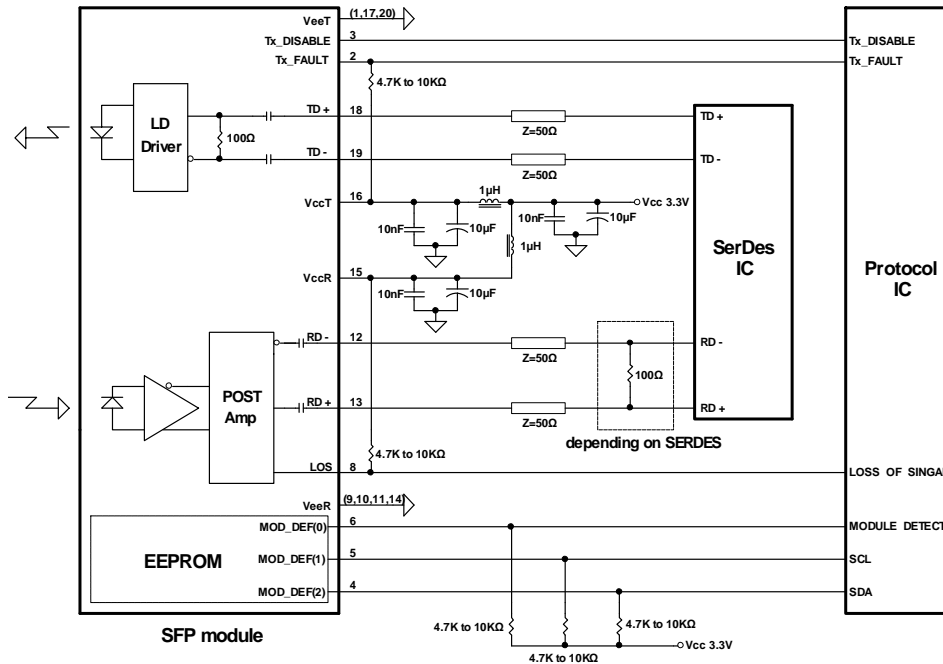 VeeT (1,17,20)
Tx_DISABLE 3 Tx_DISABLE
Tx_FAULT 2 Tx_FAULT
4.7K to 10KΩ
LD
Driver
100Ω
TD + 18 TD +
Z=50Ω
TD - 19 TD -
Z=50Ω
VccT 16
1µH
Vcc 3.3V
10nF
10µF
10nF
10µF
1µH
SerDes
IC
Protocol
IC
VccR 15
10nF
10µF
RD - 12 RD -
Z=50Ω
100Ω
POST
Amp
RD + 13 RD +
Z=50Ω
depending on SERDES
4.7K to 10KΩ
LOS 8 LOSS OF SINGAL
VeeR (9,10,11,14)
EEPROM
MOD_DEF(0) 6 MODULE DETECT
MOD_DEF(1) 5 SCL
MOD_DEF(2) 4 SDA
4.7K to 10KΩ
4.7K to 10KΩ
4.7K to 10KΩ
Vcc 3.3V
SFP module